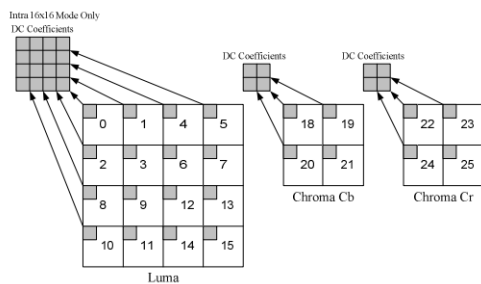 Intra 16x16 Mode Only
DC Coefficients
DC Coefficients
DC Coefficients
0 1 4 5
2 3 6 7
8 9 12 13
10 11 14 15
Luma
18 19
20 21
Chroma Cb
22 23
24 25
Chroma Cr